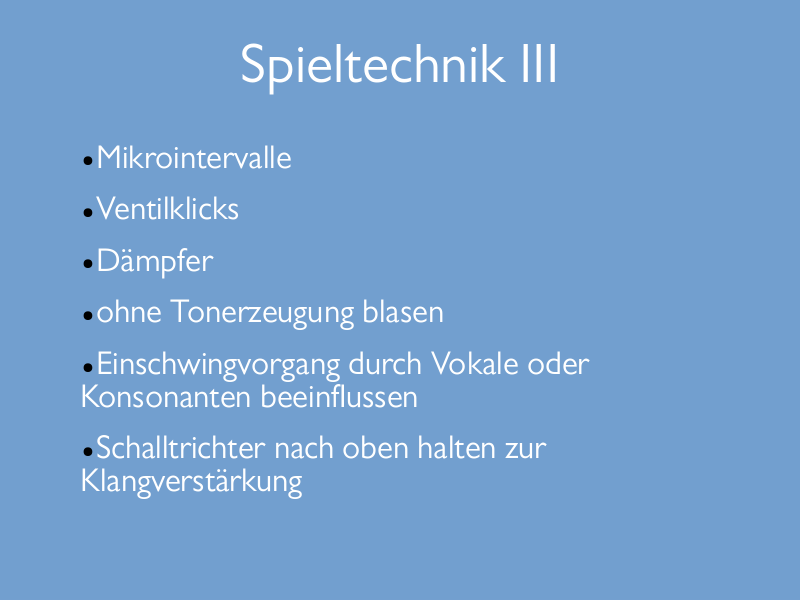 Spieltechnik III
•Mikrointervalle
•Ventilklicks
•Dämpfer
•ohne Tonerzeugung blasen
•Einschwingvorgang durch Vokale oder
Konsonanten beeinflussen
•Schalltrichter nach oben halten zur
Klangverstärkung